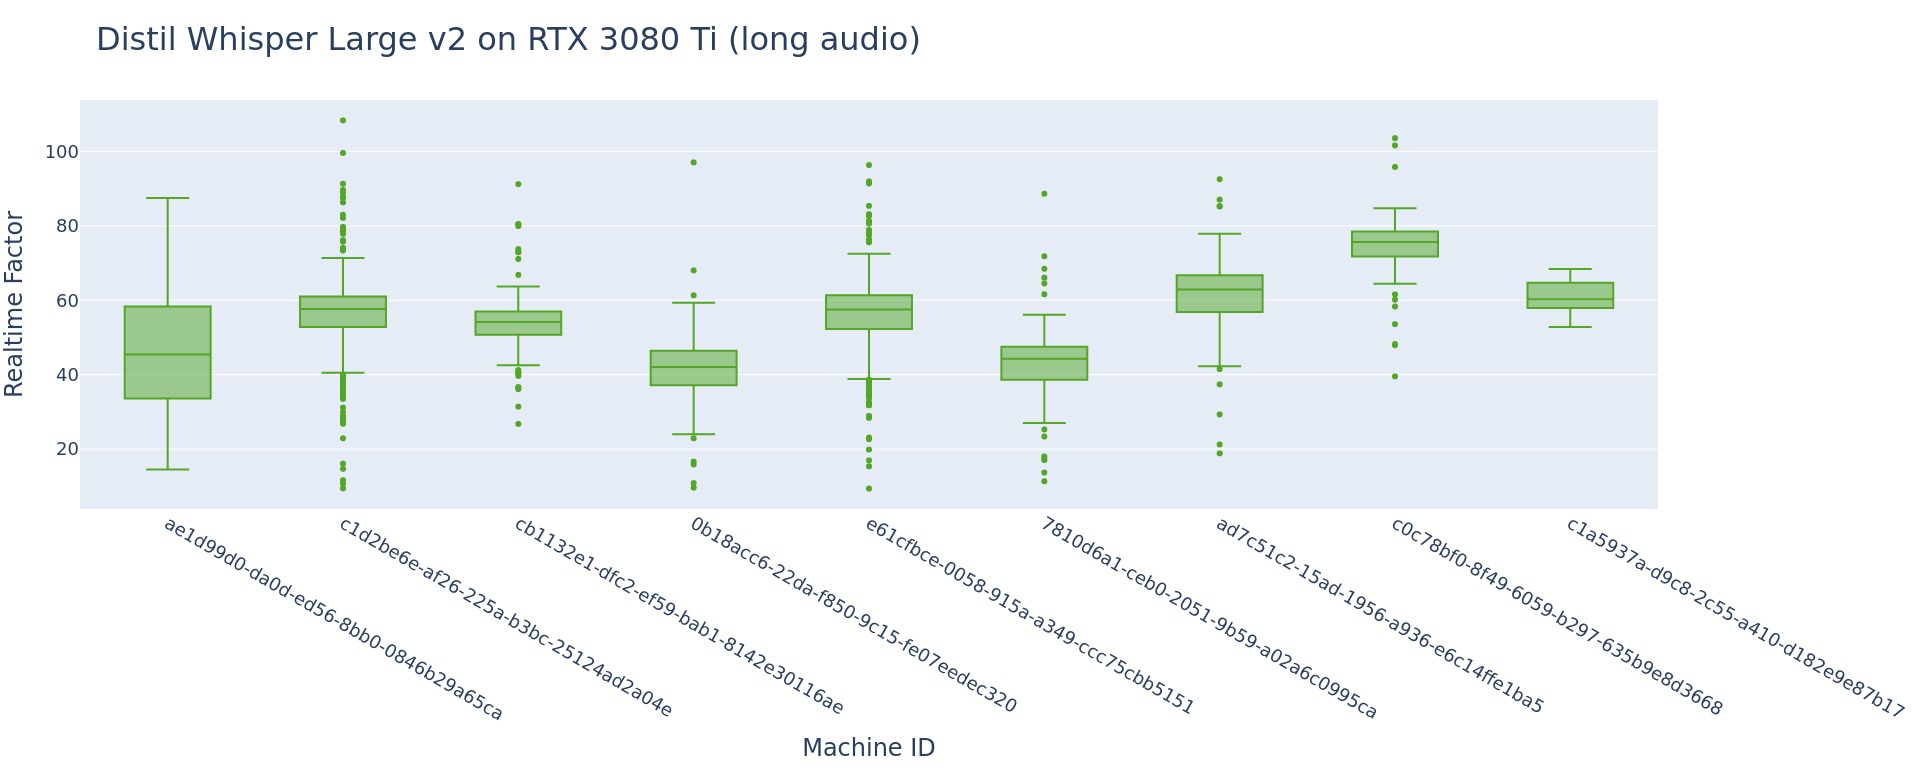 Distil Whisper Large v2 on RTX 3080 Ti (long audio)
Realtime Factor
100
80
60
40
20
ae1d99d0-da0d-ed56-8bb0-0846b29a65ca
c1d2be6e-af26-225a-b3bc-25124ad2a04e
cb1132e1-dfc2-ef59-bab1-8142e30116ae
0b18acc6-22da-f850-9c15-fe07eedec320
e61cfbce-0058-915a-a349-ccc75cbb5151
7810d6a1-ceb0-2051-9b59-a02a6c0995ca
ad7c51c2-15ad-1956-a936-e6c14ffe1ba5
c0c78bf0-8f49-6059-b297-635b9e8d3668
c1a5937a-d9c8-2c55-a410-d182e9e87b17
Machine ID